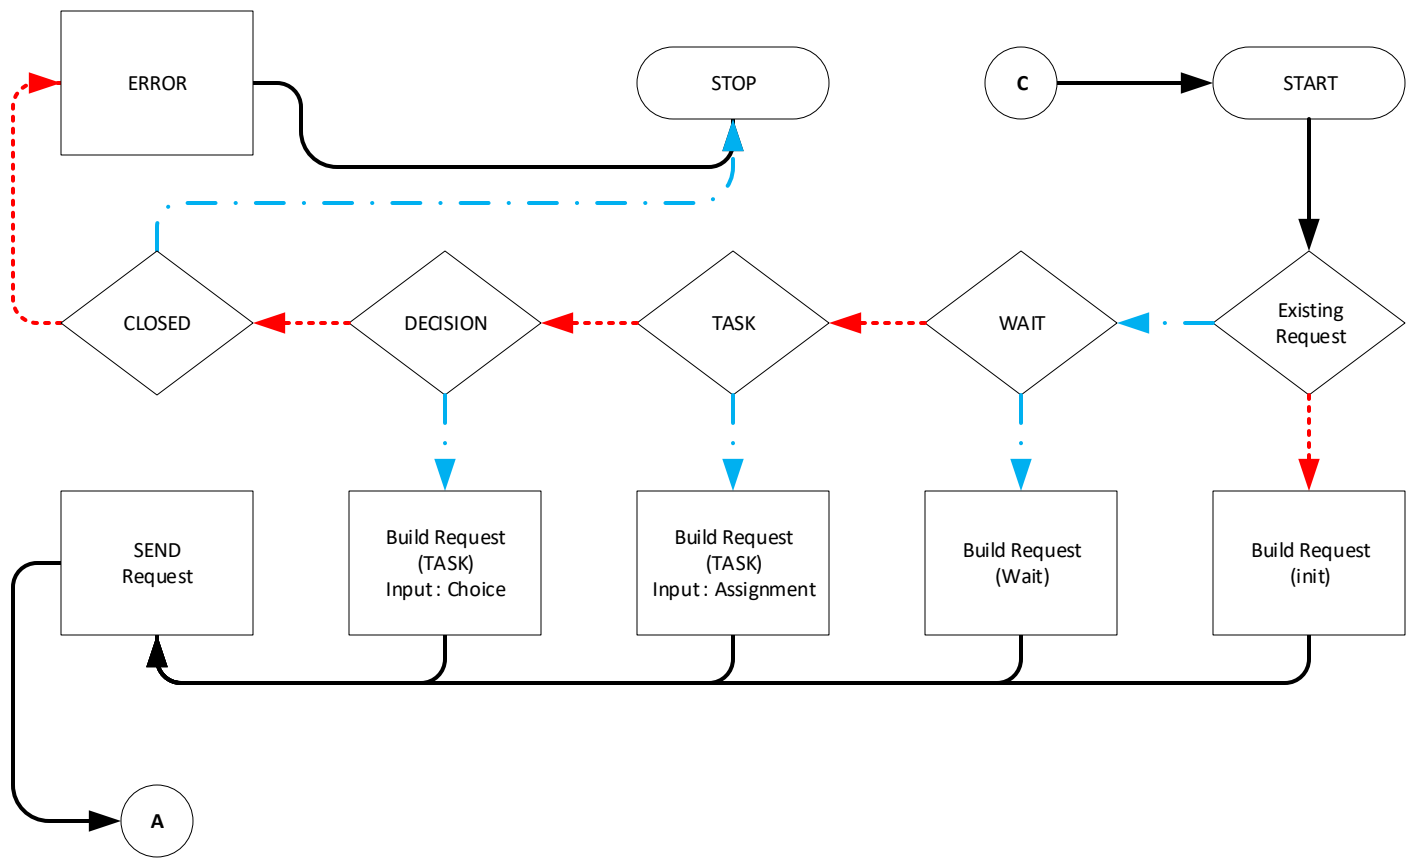 ERROR
STOP
C
START
CLOSED
DECISION
TASK
WAIT
Existing
Request
SEND
Request
Build Request
(TASK)
Input : Choice
Build Request
(TASK)
Input : Assignment
Build Request
(Wait)
Build Request
(init)
A